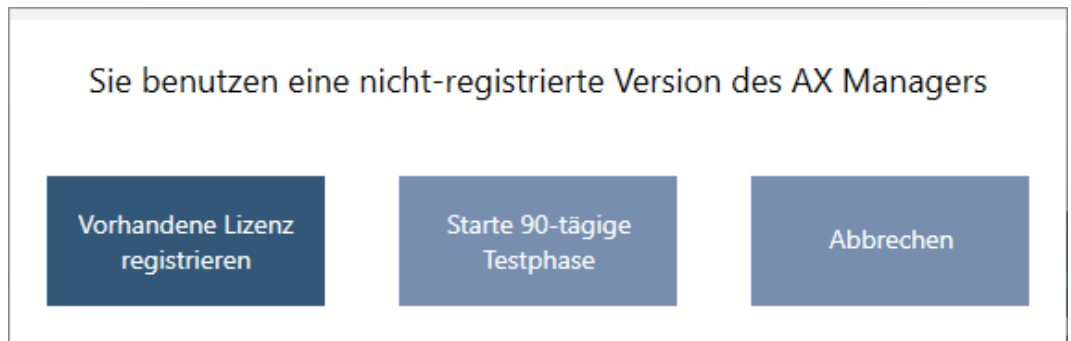 Sie benutzen eine nicht-registrierte Version des AX Managers
Vorhandene Lizenz
registrieren
Starte 90-tägige
Testphase
Abbrechen